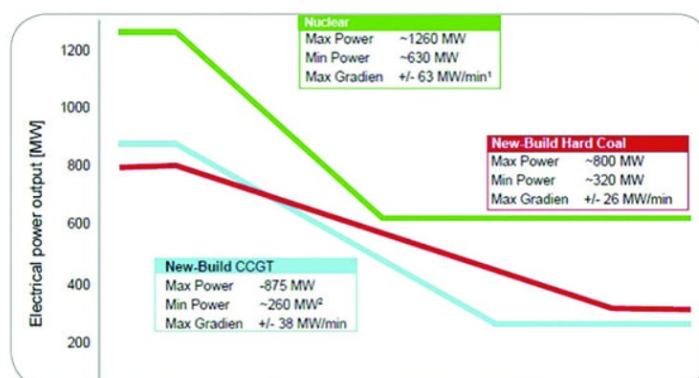 Electrical power output [MW]
1200
1000
800
600
400
200
Nuclear
Max Power ~1260 MW
Min Power ~630 MW
Max Gradien +/- 63 MW/min¹
New-Build Hard Coal
Max Power ~800 MW
Min Power ~320 MW
Max Gradien +/- 26 MW/min
New-Build CCGT
Max Power -875 MW
Min Power ~260 MW²
Max Gradien +/- 38 MW/min